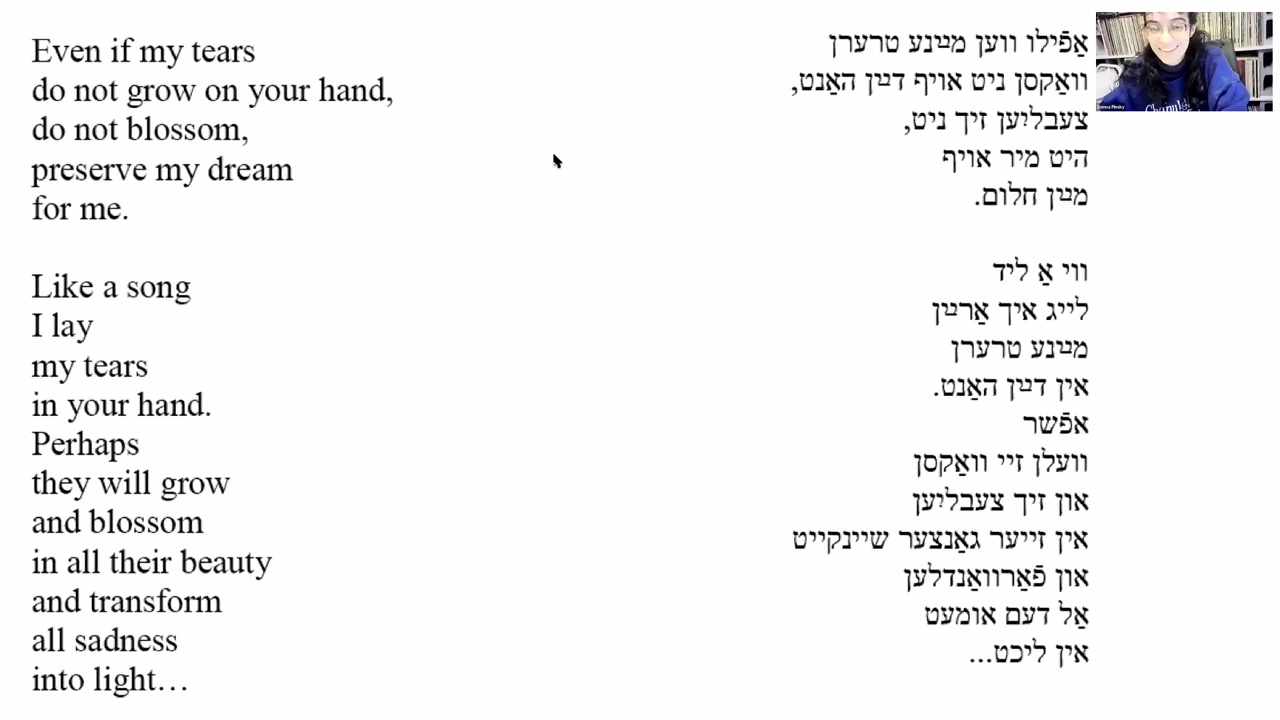 Even if my tears
do not grow on your hand,
do not blossom,
preserve my dream
for me.
Like a song
I lay
my tears
in your hand.
Perhaps
they will grow
and blossom
in all their beauty
and transform
all sadness
into light…
אַפֿילו ווען מײַנע טרערן
וואַקסן ניט אויף דײַן האַנט,
צעבליִען זיך ניט,
היט מיר אויף
מײַן חלום.
ווי אַ ליד
לייג איך אַרײַן
מײַנע טרערן
אין דײַן האַנט.
אפֿשר
וועלן זיי וואַקסן
און זיך צעבליִען
אין זייער גאַנצער שיינקייט
און פֿאַרוואַנדלען
אַל דעם אומעט
אין ליכט...
Donna Pinsky